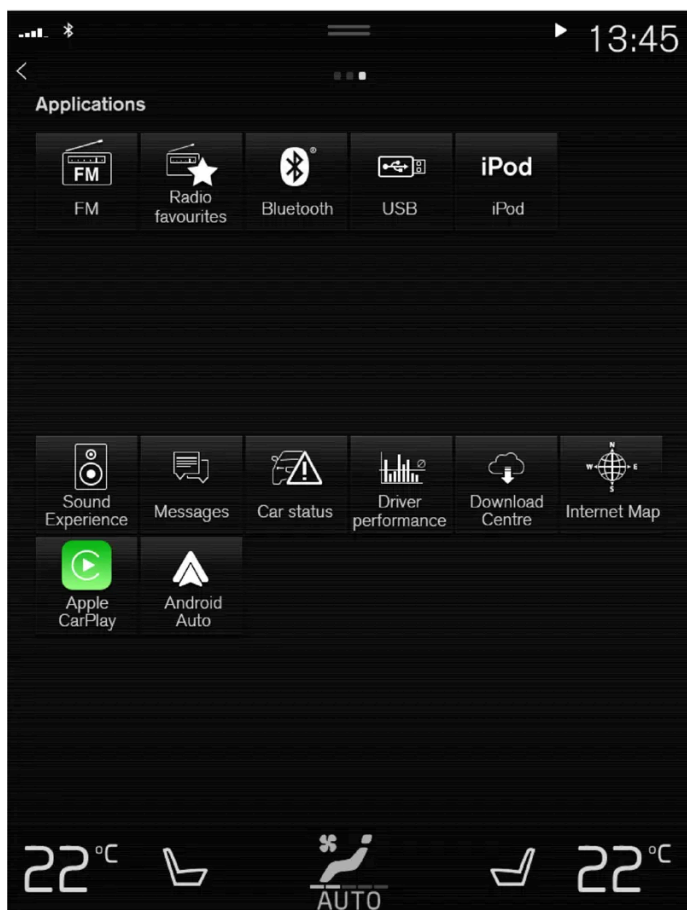 13:45
Applications
FM
FM
Radio
favourites
Bluetooth
USB
iPod
iPod
Sound
Experience
Messages
Car status
Driver
performance
Download
Centre
N
W E
S
Internet Map
Apple
CarPlay
Android
Auto
22°C
AUTO
22°C